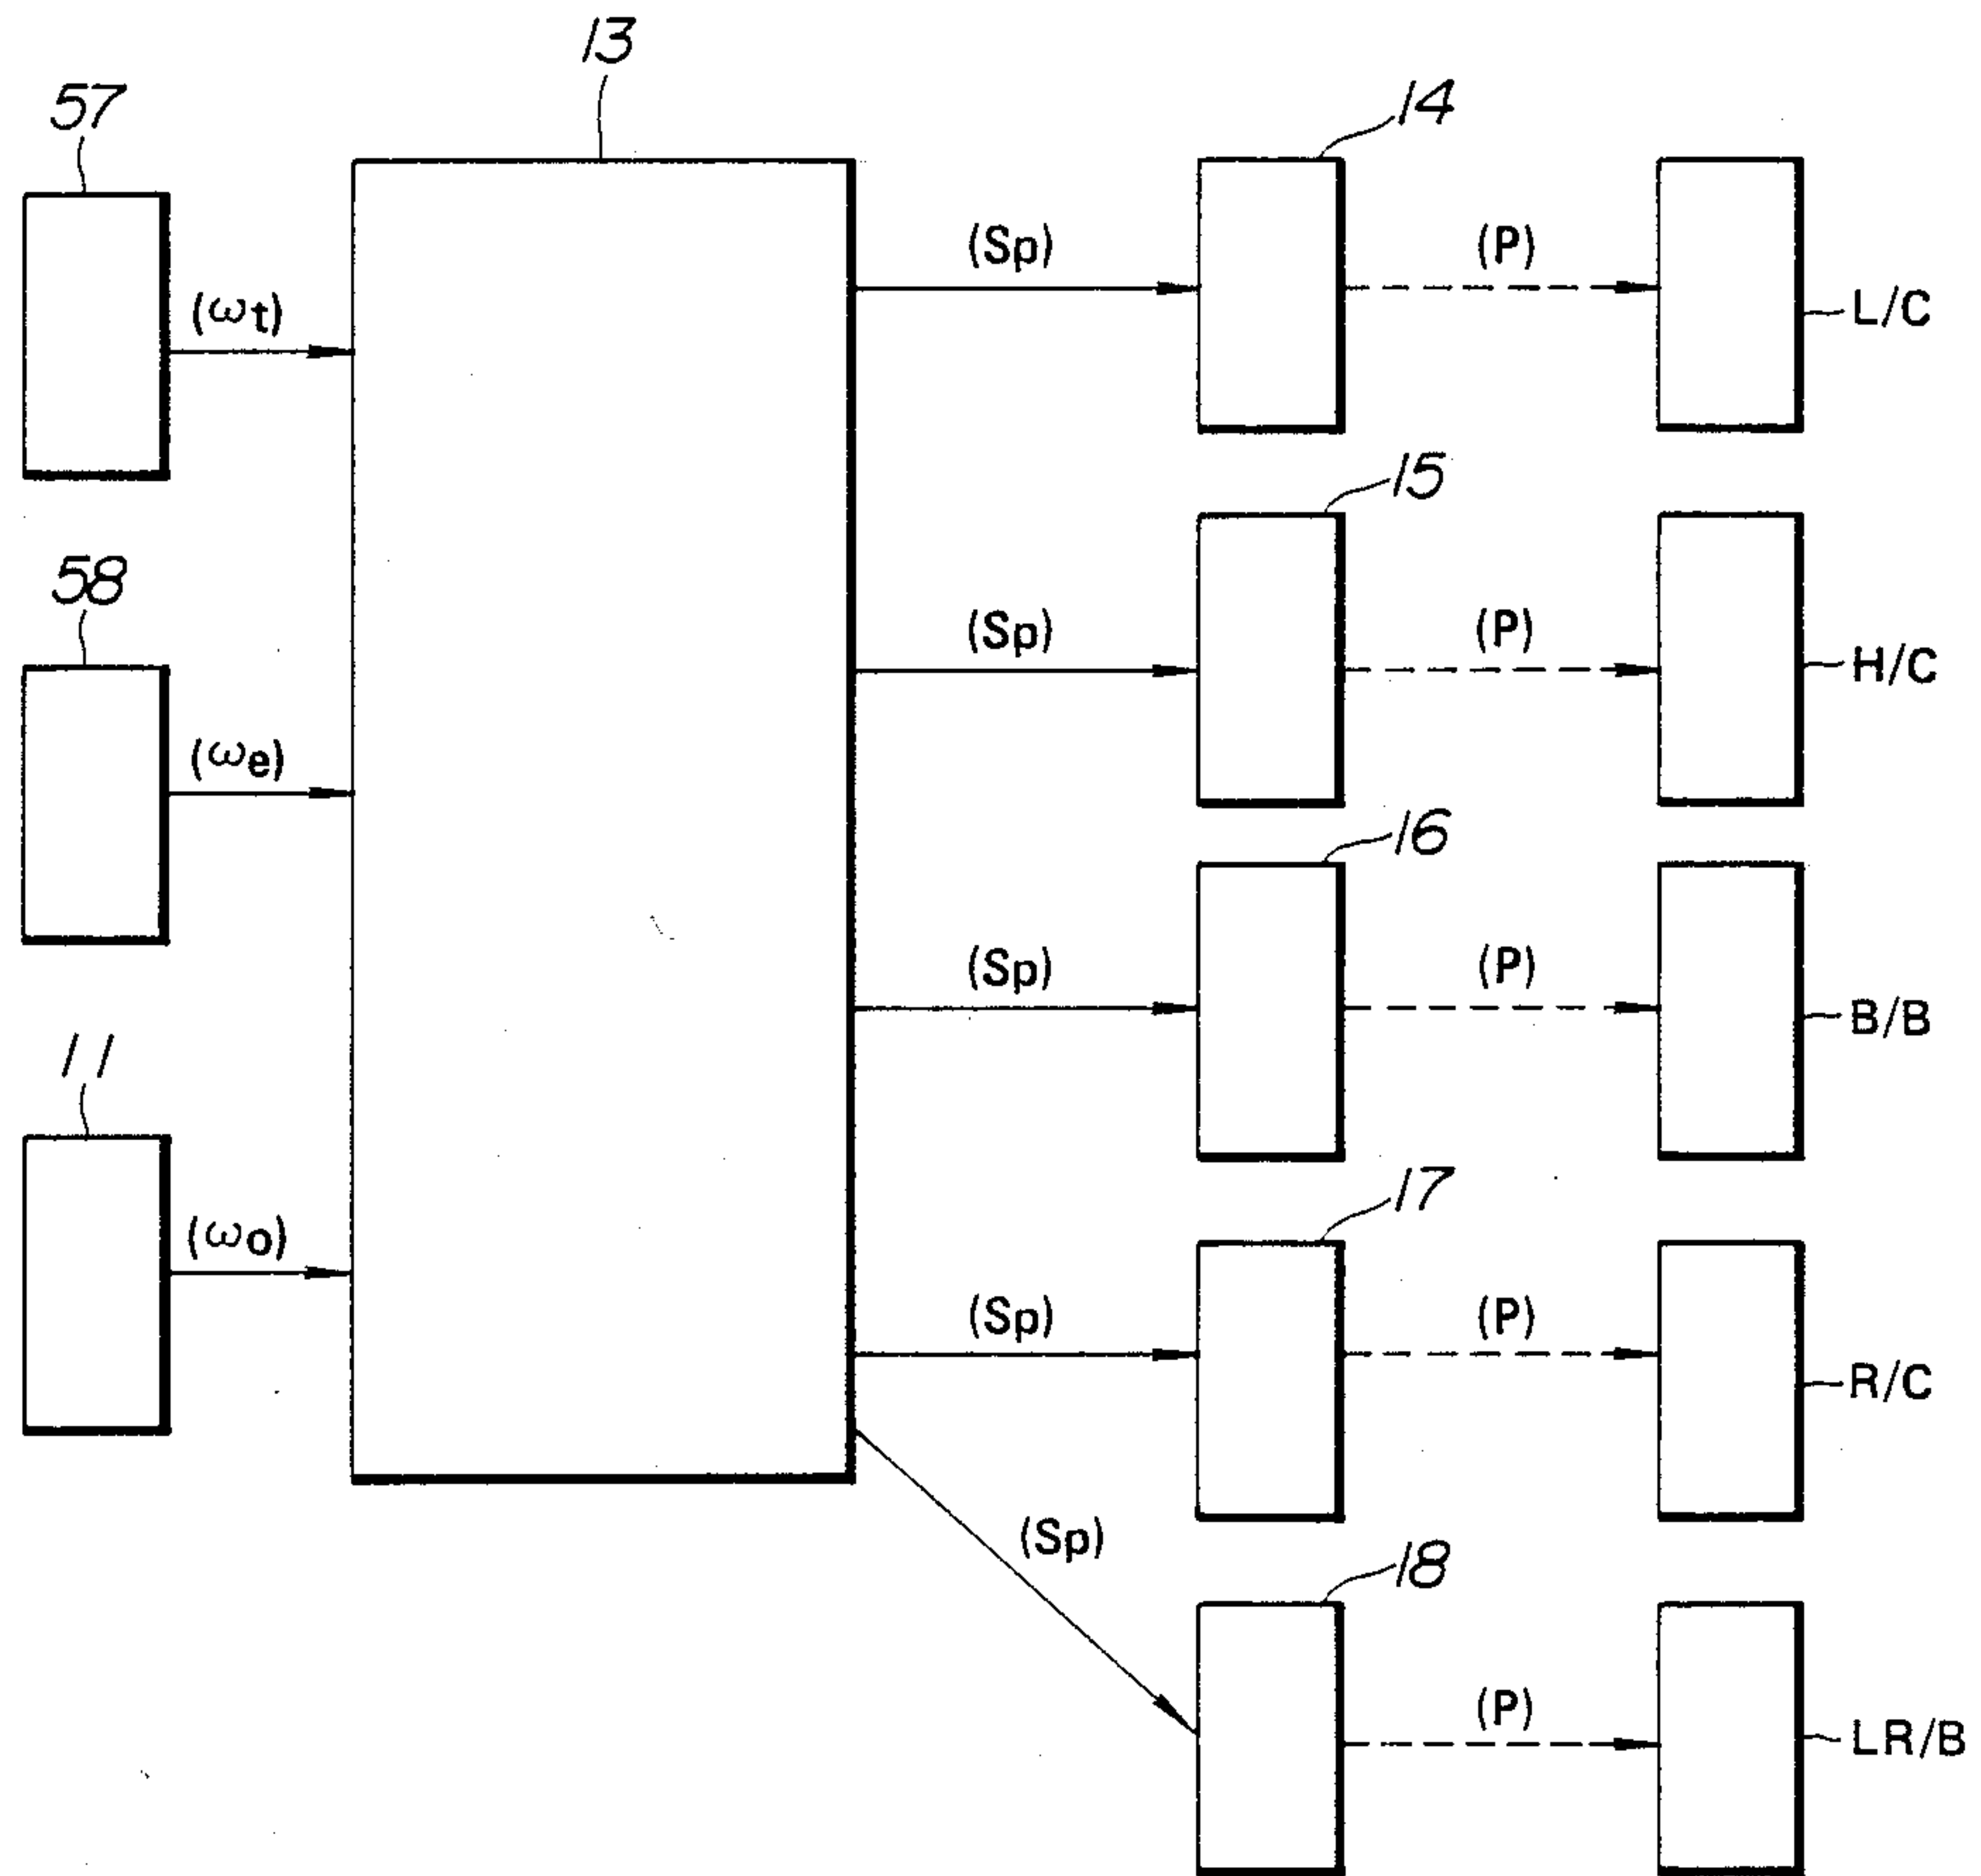 13
57
14
(Sp)
(P)
(ωt)
L/C
15
58
(Sp)
(P)
H/C
(ωe)
16
(Sp)
(P)
B/B
11
17
(ωo)
(Sp)
(P)
R/C
(Sp)
18
(P)
LR/B